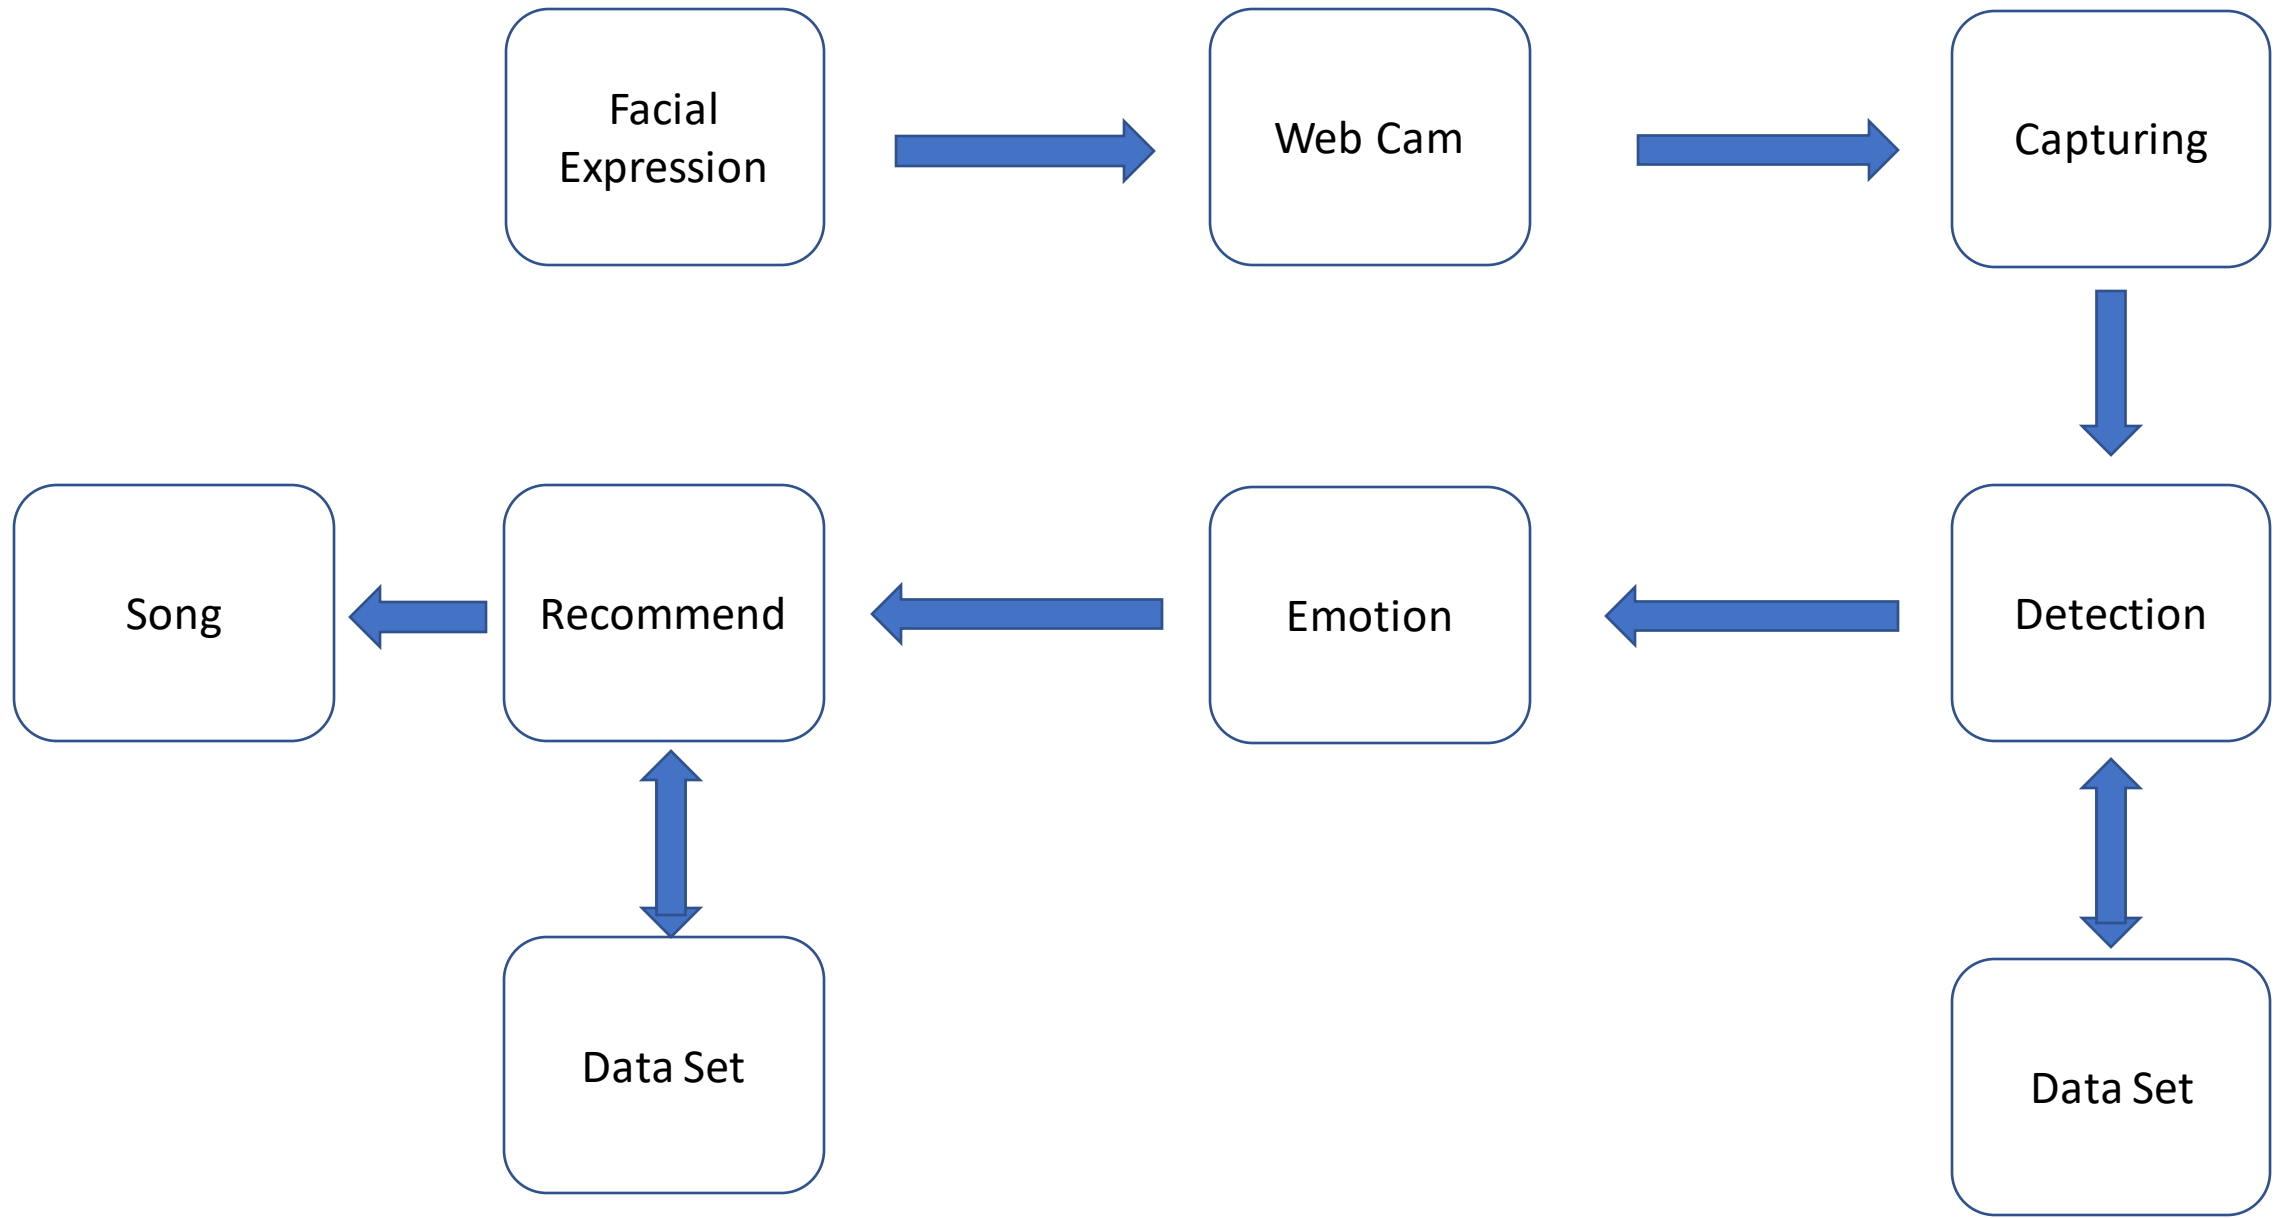 Facial
Expression
Web Cam
Capturing
Song
Recommend
Emotion
Detection
Data Set
Data Set